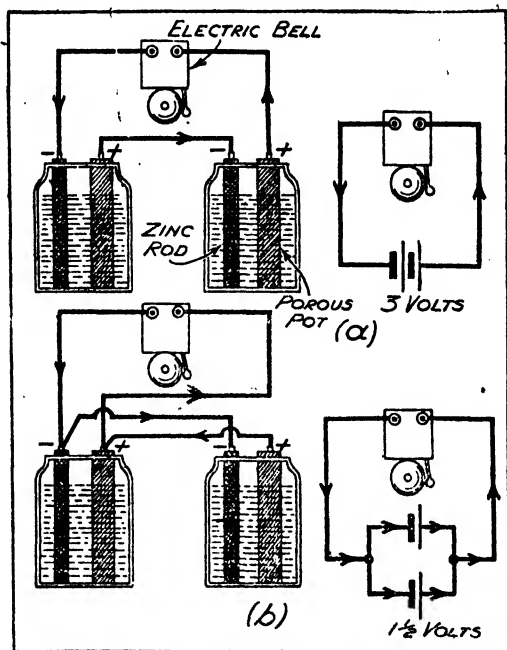 ELECTRIC BELL
- + - +
ZINC
ROD
POROUS
POT
(a)
3 VOLTS
- + - +
(b)
1½ VOLTS